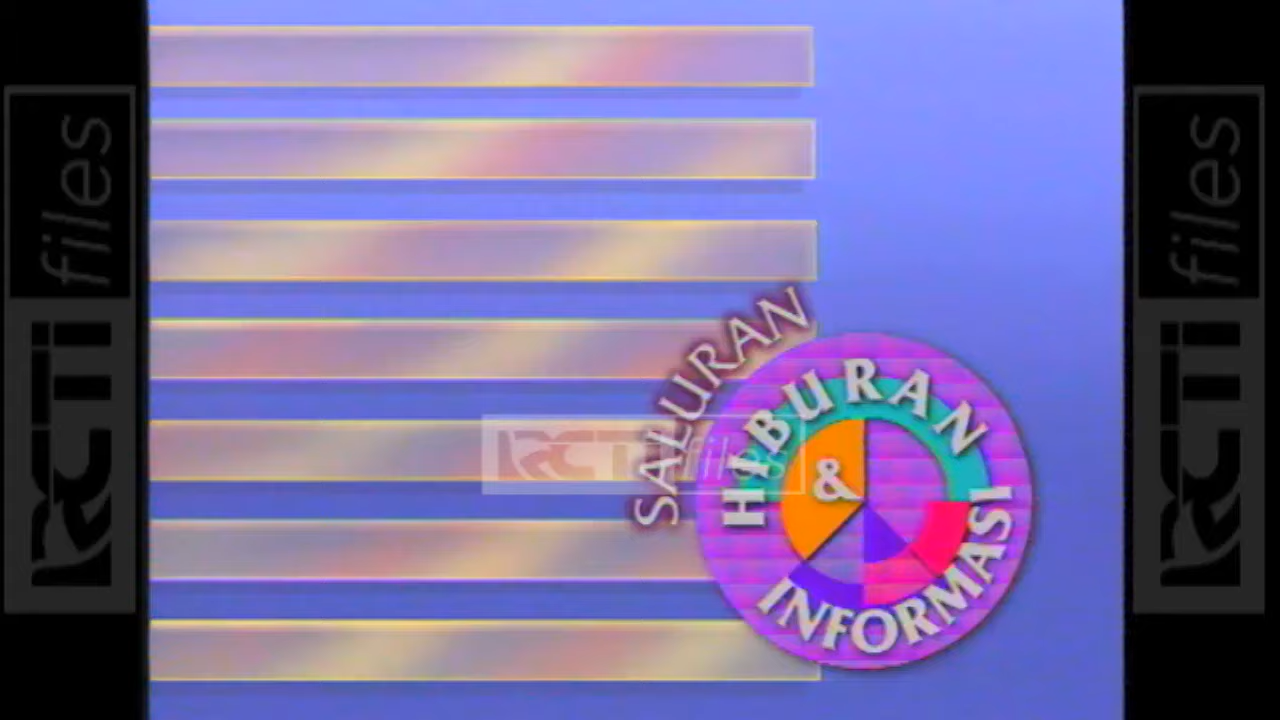 RCTI files
SALURAN
HIBURAN
&
INFORMASI
RCTI files
RCTI files